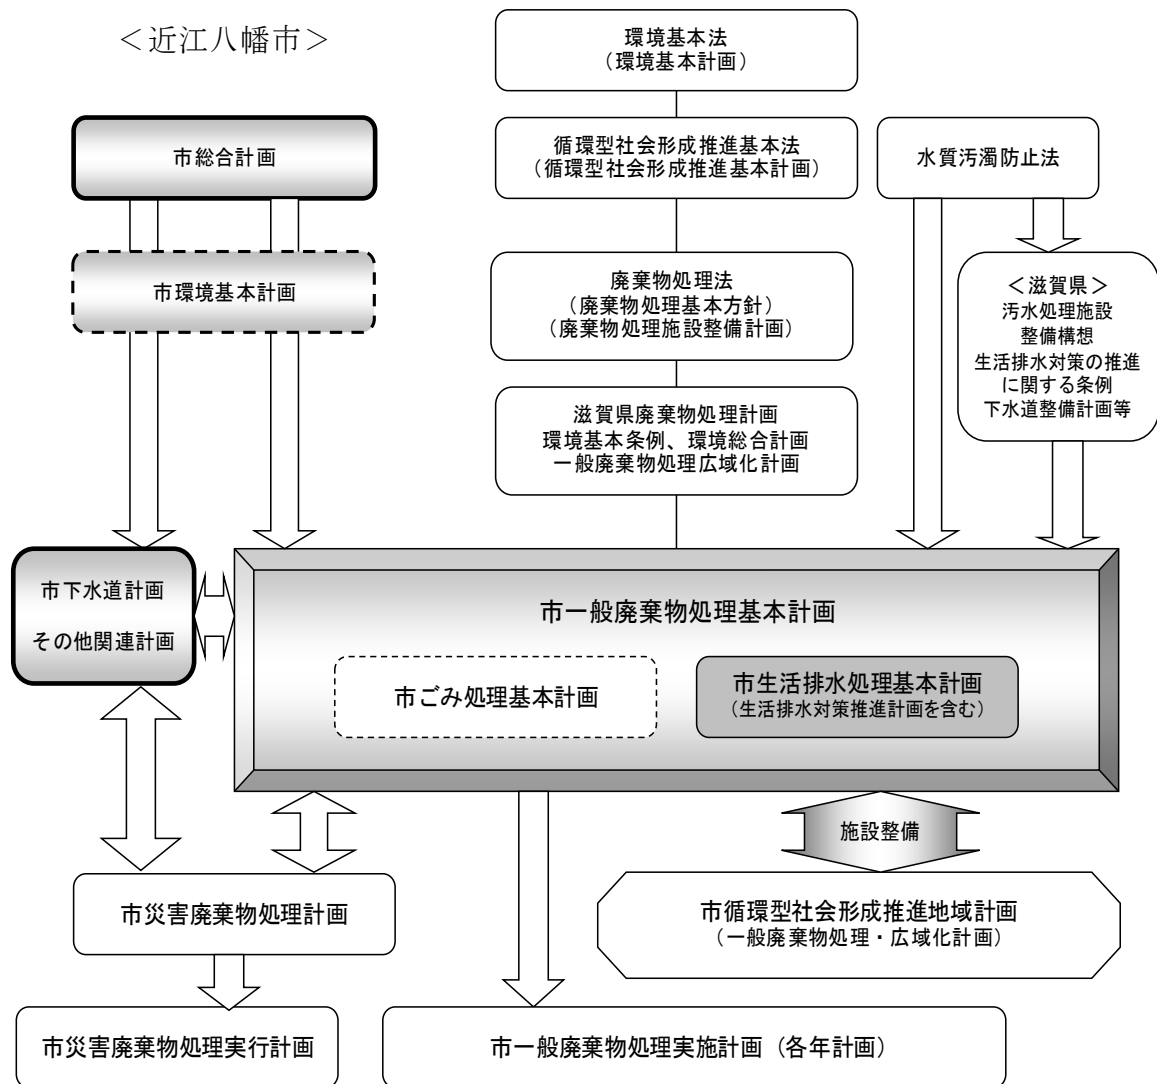 ＜近江八幡市＞
環境基本法
（環境基本計画）
市総合計画
循環型社会形成推進基本法
（循環型社会形成推進基本計画）
水質汚濁防止法
市環境基本計画
廃棄物処理法
（廃棄物処理基本方針）
（廃棄物処理施設整備計画）
＜滋賀県＞
汚水処理施設
整備構想
生活排水対策の推進
に関する条例
下水道整備計画等
滋賀県廃棄物処理計画
環境基本条例、環境総合計画
一般廃棄物処理広域化計画
市下水道計画
その他関連計画
市一般廃棄物処理基本計画
市ごみ処理基本計画
市生活排水処理基本計画
（生活排水対策推進計画を含む）
施設整備
市災害廃棄物処理計画
市循環型社会形成推進地域計画
（一般廃棄物処理・広域化計画）
市災害廃棄物処理実行計画
市一般廃棄物処理実施計画（各年計画）